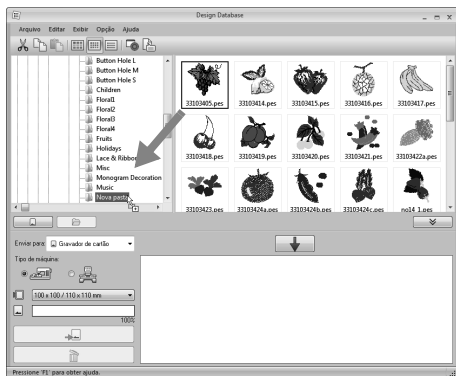 Design Database
Arquivo Editar Exibir Opção Ajuda
Button Hole L
Button Hole M
Button Hole S
Children
Floral1
Floral2
Floral3
Floral4
Fruits
Holidays
Lace & Ribbon
Misc
Monogram Decoration
Music
Nova pasta
33103405.pes 33103414.pes 33103415.pes 33103416.pes 33103417.pes
33103418.pes 33103419.pes 33103420.pes 33103421.pes 33103422a.pes
33103423.pes 33103424a.pes 33103424b.pes 33103424c.pes no14_1.pes
Enviar para: Gravador de cartão
Tipo de máquina:
100 x 100 / 110 x 110 mm
100%
Pressione 'F1' para obter ajuda.